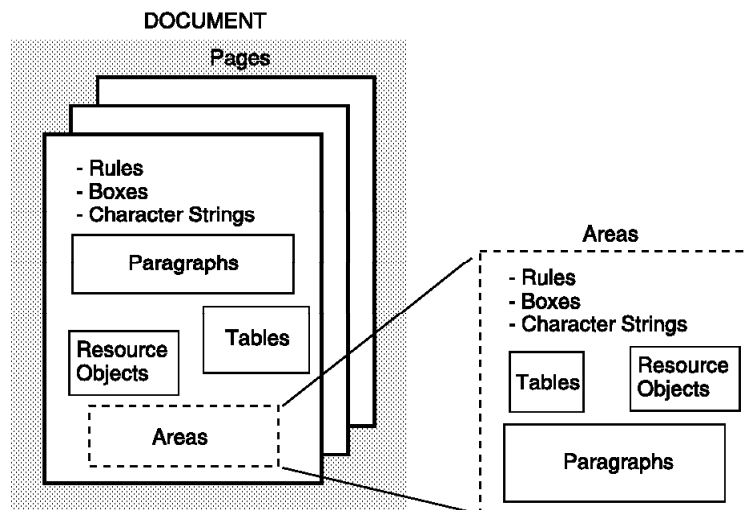 DOCUMENT
Pages
- Rules
- Boxes
- Character Strings
Paragraphs
Tables
Resource
Objects
Areas
Areas
- Rules
- Boxes
- Character Strings
Tables
Resource
Objects
Paragraphs